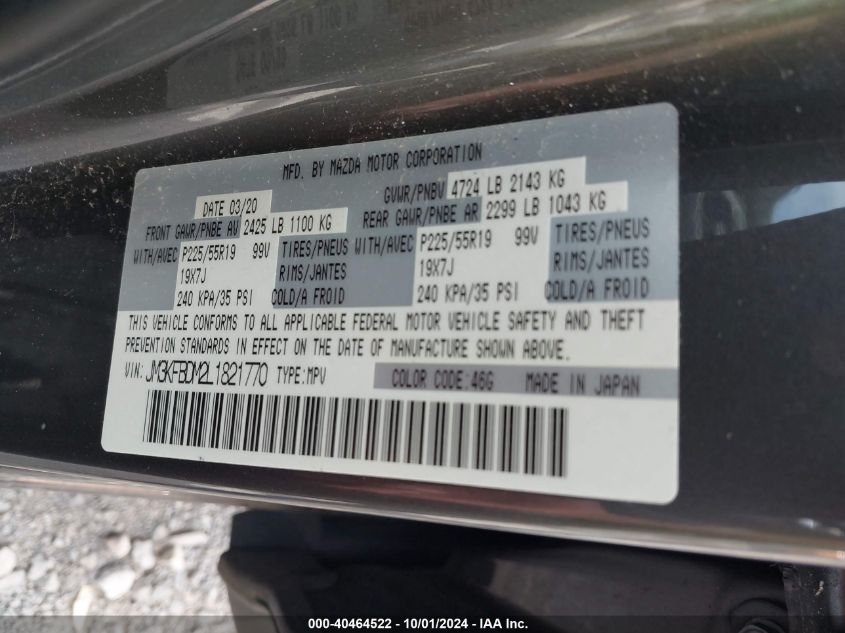 MFD. BY MAZDA MOTOR CORPORATION
DATE 03/20 GVWR/PNBV 4724 LB 2143 KG
FRONT GAWR/PNBE AV 2425 LB 1100 KG REAR GAWR/PNBE AR 2299 LB 1043 KG
WITH/AVEC P225/55R19 99V TIRES/PNEUS WITH/AVEC P225/55R19 99V TIRES/PNEUS
19X7J RIMS/JANTES 19X7J RIMS/JANTES
240 KPA/35 PSI COLD/A FROID 240 KPA/35 PSI COLD/A FROID
THIS VEHICLE CONFORMS TO ALL APPLICABLE FEDERAL MOTOR VEHICLE SAFETY AND THEFT
PREVENTION STANDARDS IN EFFECT ON THE DATE OF MANUFACTURE SHOWN ABOVE.
VIN: JM3KFBDM2L1821770 TYPE:MPV COLOR CODE:46G MADE IN JAPAN
000-40464522 - 10/01/2024 - IAA Inc.